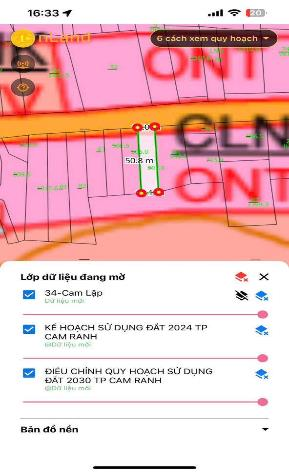 16:33
20
6 cách xem quy hoạch
ONT
CLN
50.8 m
ONT
Lớp dữ liệu đang mở
34-Cam Lập
Dữ liệu mới
KẾ HOẠCH SỬ DỤNG ĐẤT 2024 TP
CAM RANH
@Dữ liệu mới
ĐIỀU CHỈNH QUY HOẠCH SỬ DỤNG
ĐẤT 2030 TP CAM RANH
@Dữ liệu mới
Bản đồ nền